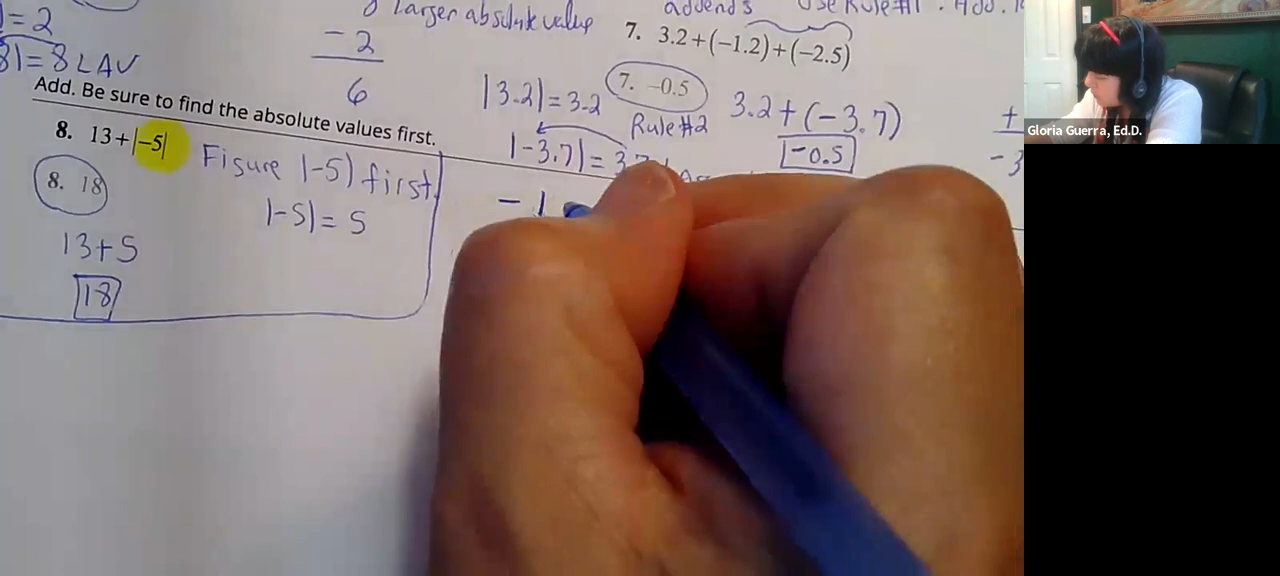 | = 2
larger absolute value
addends Use Rule #1. Add.
- 2
7. 3.2+(−1.2)+(−2.5)
8| = 8 LAV
6
|3.2| = 3.2
7. −0.5
3.2 + (-3.7)
+
Add. Be sure to find the absolute values first.
Rule #2
8. 13+|−5|
Figure |-5| first.
|-3.7| = 3.7
-0.5
- 3
8. 18
|-5| = 5
- 1
13+5
18
Gloria Guerra, Ed.D.